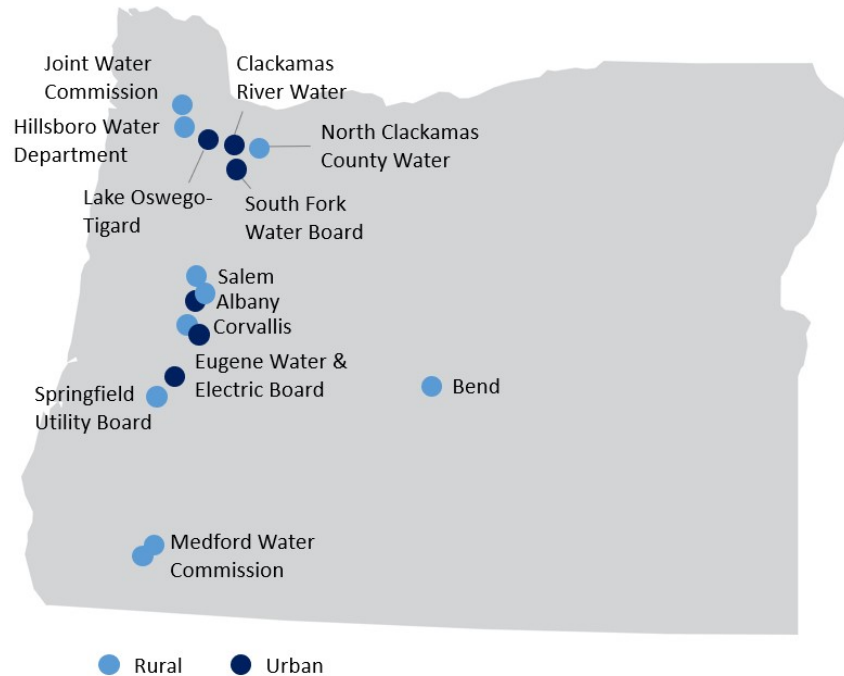 Joint Water
Commission
Clackamas
River Water
Hillsboro Water
Department
North Clackamas
County Water
Lake Oswego-
Tigard
South Fork
Water Board
Salem
Albany
Corvallis
Eugene Water &
Electric Board
Springfield
Utility Board
Bend
Medford Water
Commission
Rural
Urban